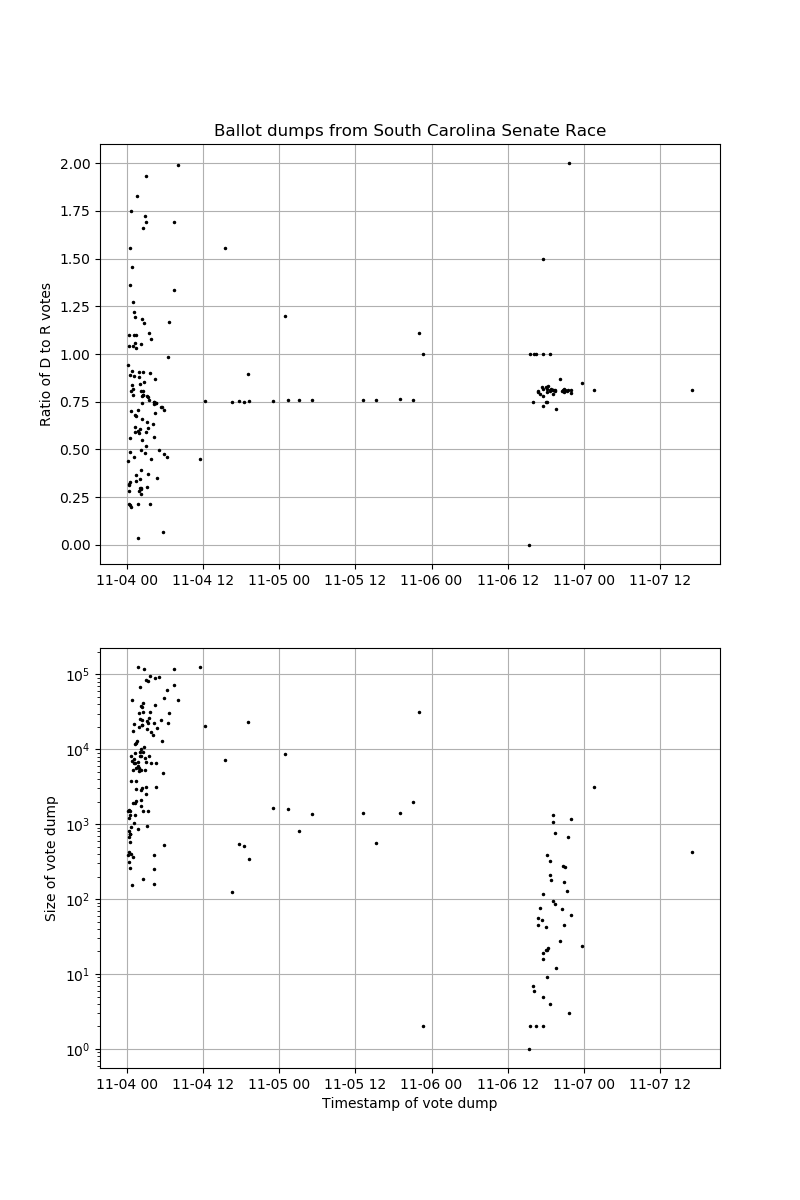 Ballot dumps from South Carolina Senate Race
Ratio of D to R votes
2.00
1.75
1.50
1.25
1.00
0.75
0.50
0.25
0.00
11-04 00 11-04 12 11-05 00 11-05 12 11-06 00 11-06 12 11-07 00 11-07 12
Size of vote dump
10⁵
10⁴
10³
10²
10¹
10⁰
11-04 00 11-04 12 11-05 00 11-05 12 11-06 00 11-06 12 11-07 00 11-07 12
Timestamp of vote dump